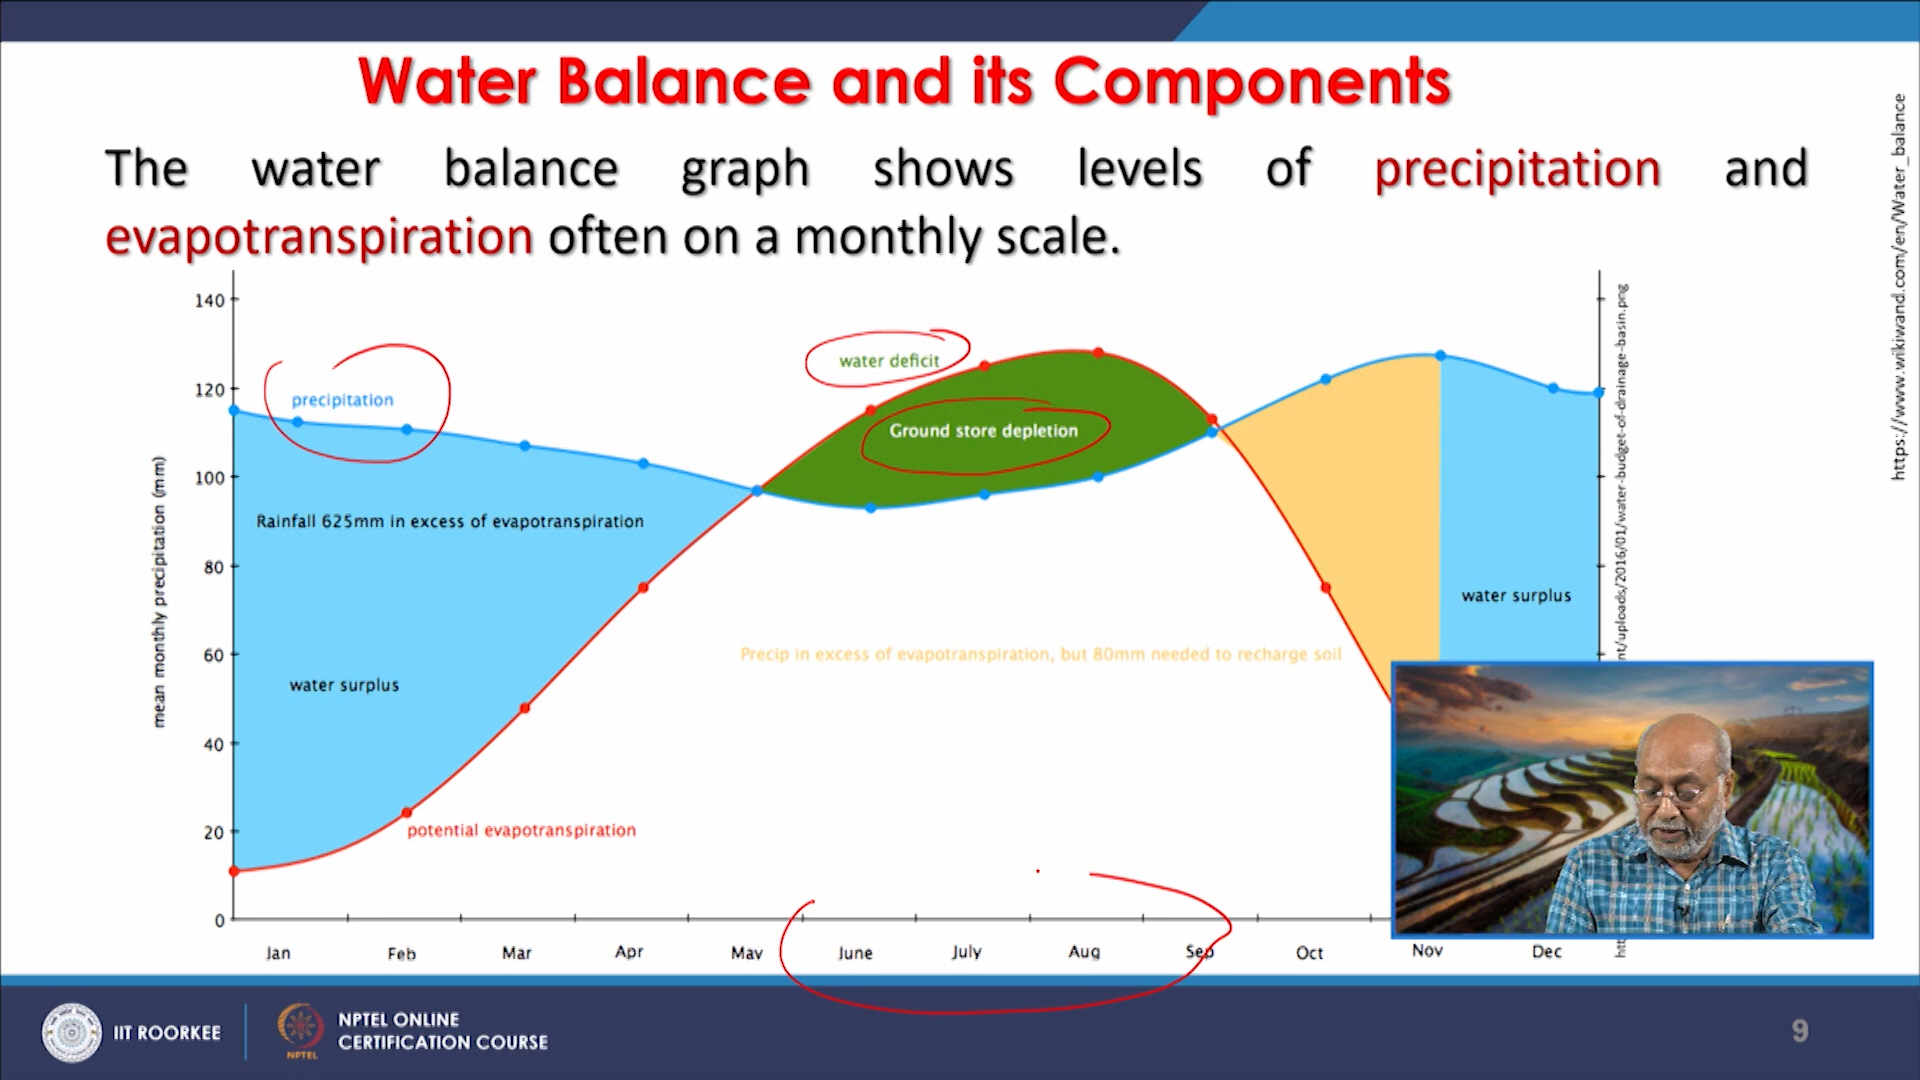 Water Balance and its Components
The water balance graph shows levels of precipitation and
evapotranspiration often on a monthly scale.
https://www.wikiwand.com/en/Water_balance
140
120
100
80
60
40
20
0
mean monthly precipitation (mm)
precipitation
water deficit
Ground store depletion
Rainfall 625mm in excess of evapotranspiration
water surplus
water surplus
Precip in excess of evapotranspiration, but 80mm needed to recharge soil
potential evapotranspiration
nt/uploads/2016/01/water-budget-of-drainage-basin.png
Jan Feb Mar Apr May June July Aug Sep Oct Nov Dec
IIT ROORKEE
NPTEL
NPTEL ONLINE
CERTIFICATION COURSE
9